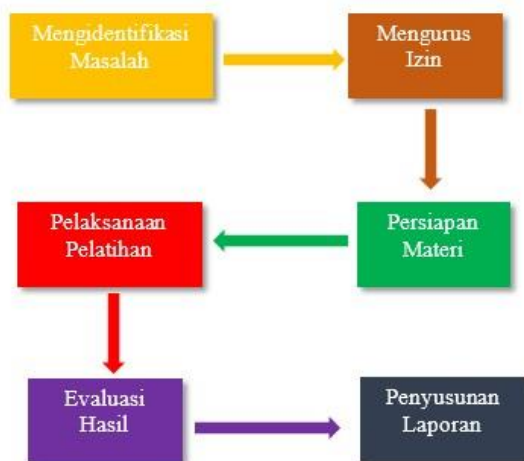 Mengidentifikasi
Masalah
Mengurus
Izin
Persiapan
Materi
Pelaksanaan
Pelatihan
Evaluasi
Hasil
Penyusunan
Laporan